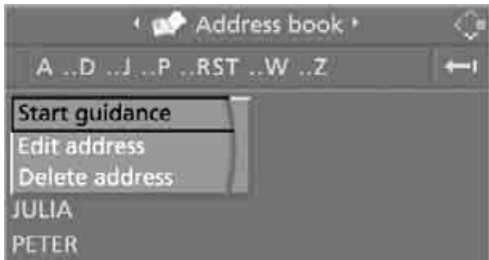 Address book
A ..D ..J ..P ..RST ..W ..Z
Start guidance
Edit address
Delete address
JULIA
PETER